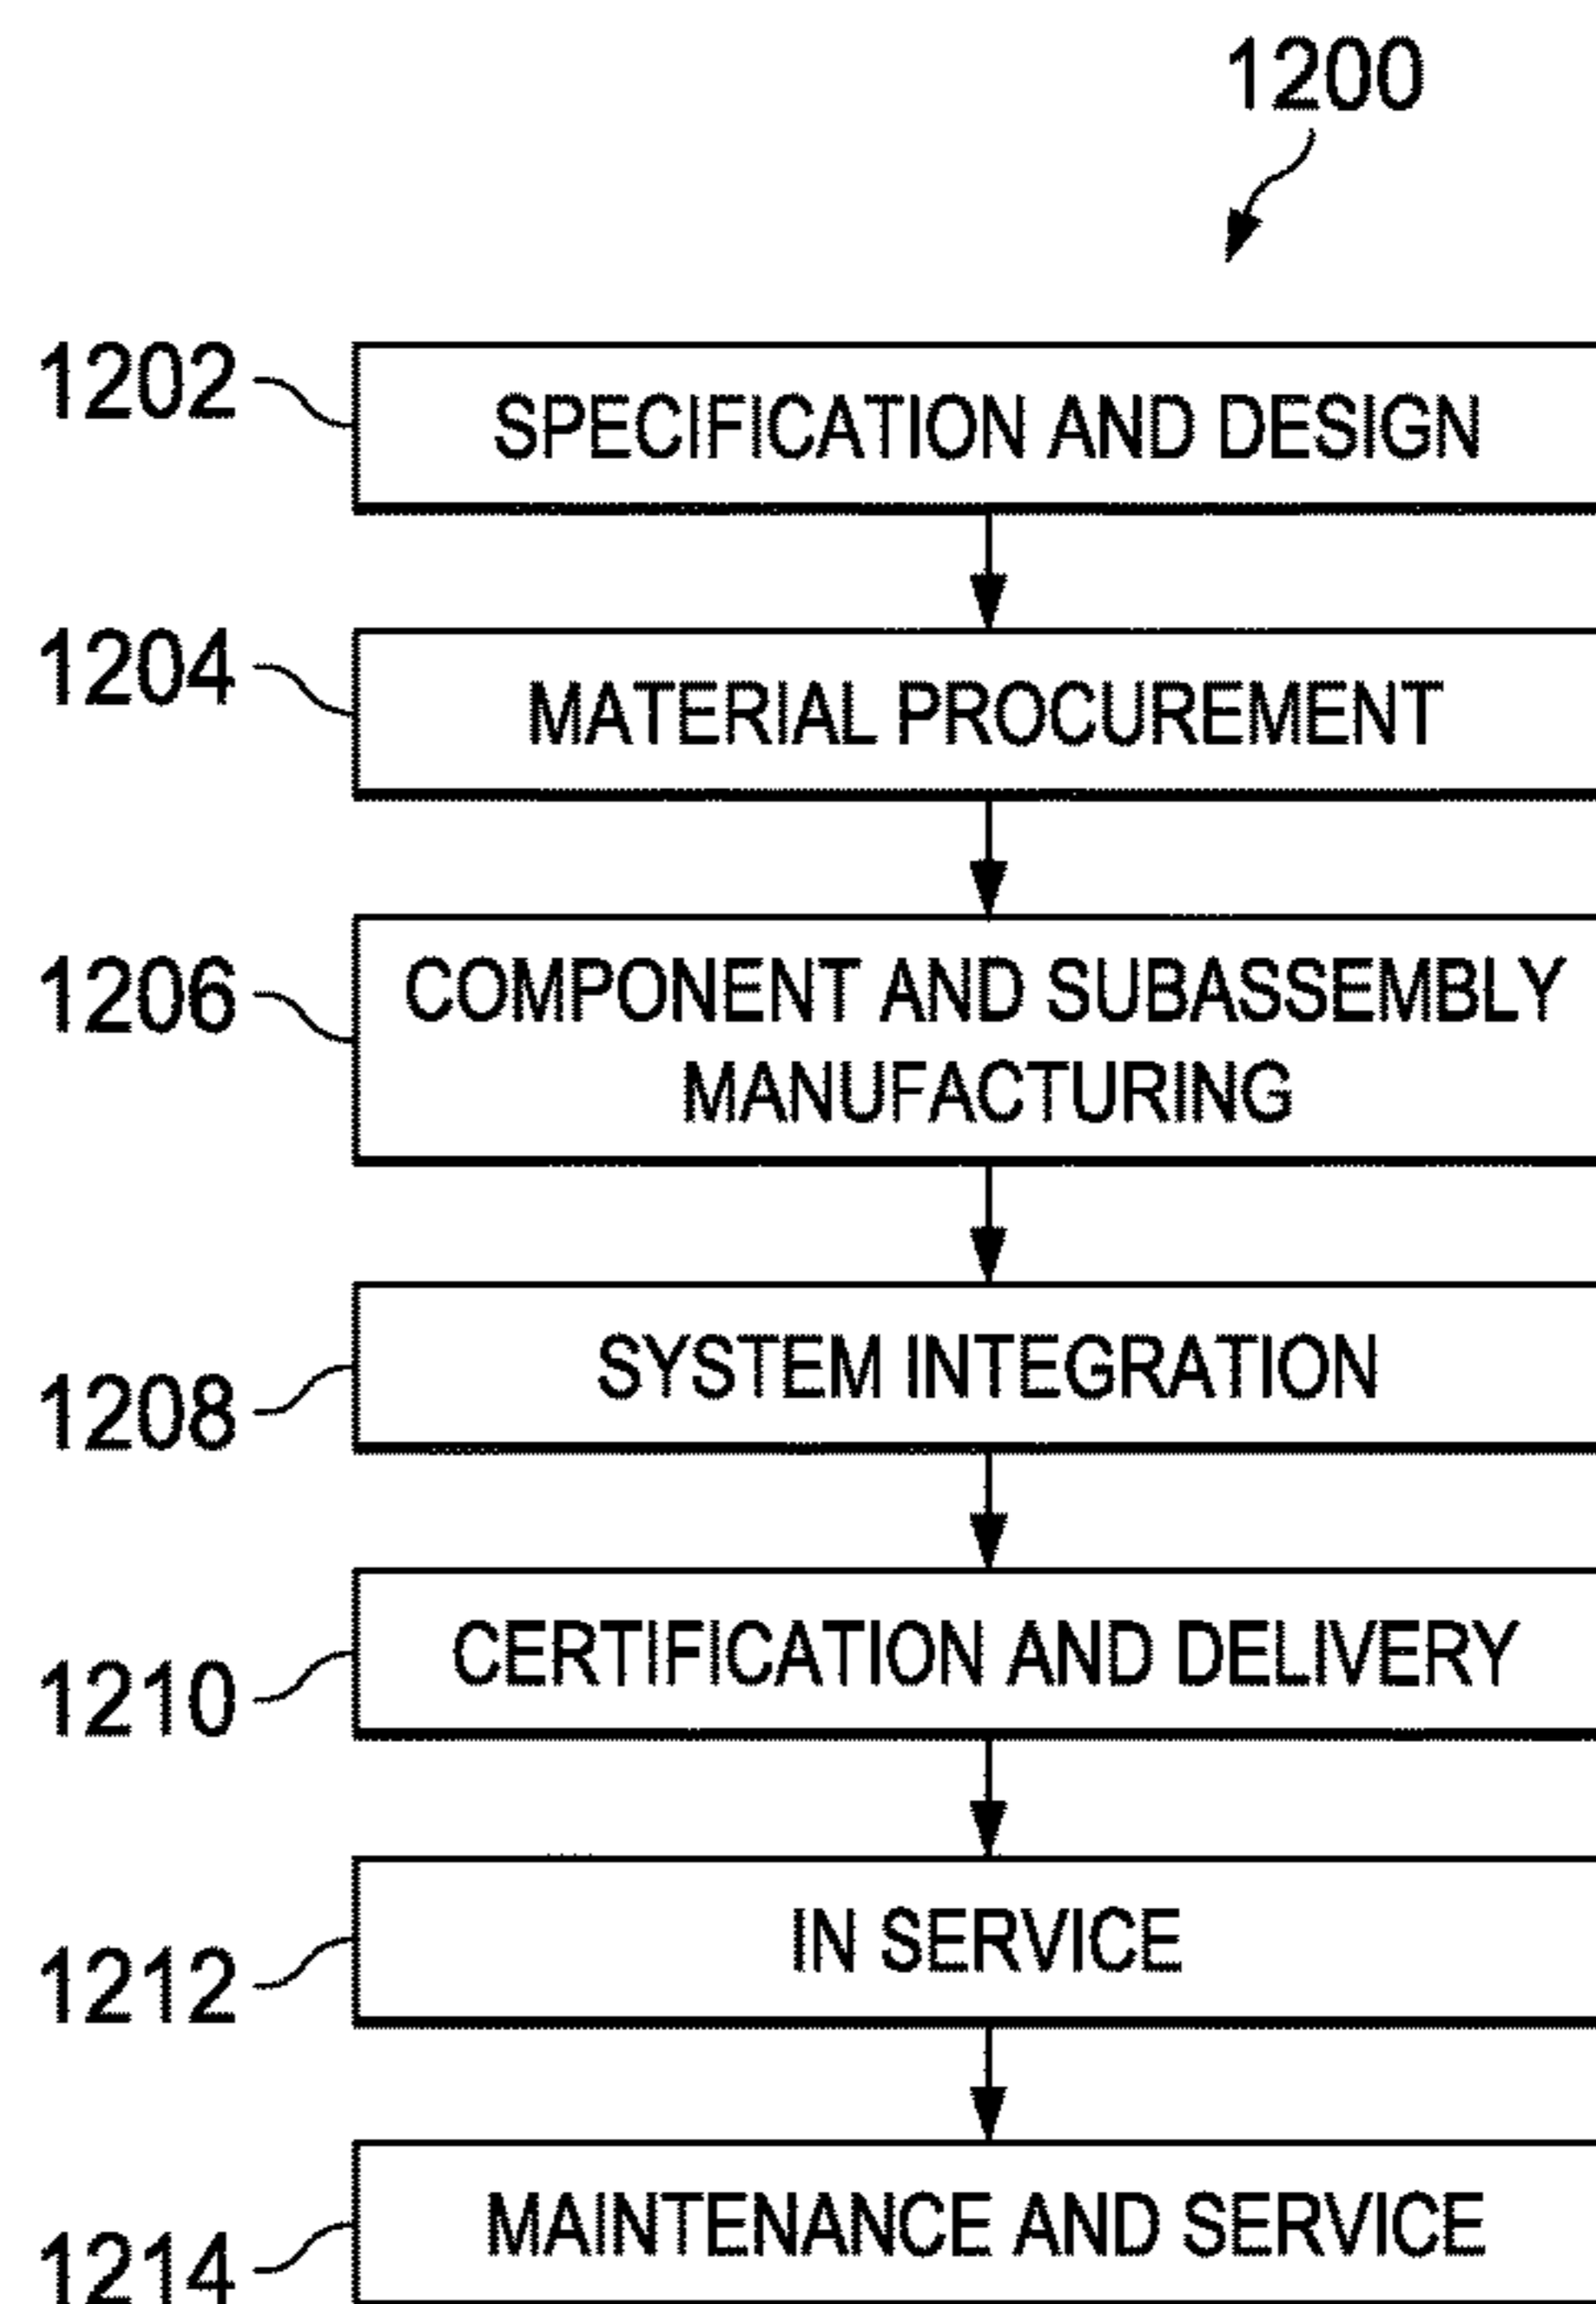 1200
1202 SPECIFICATION AND DESIGN
1204 MATERIAL PROCUREMENT
1206 COMPONENT AND SUBASSEMBLY
MANUFACTURING
1208 SYSTEM INTEGRATION
1210 CERTIFICATION AND DELIVERY
1212 IN SERVICE
1214 MAINTENANCE AND SERVICE